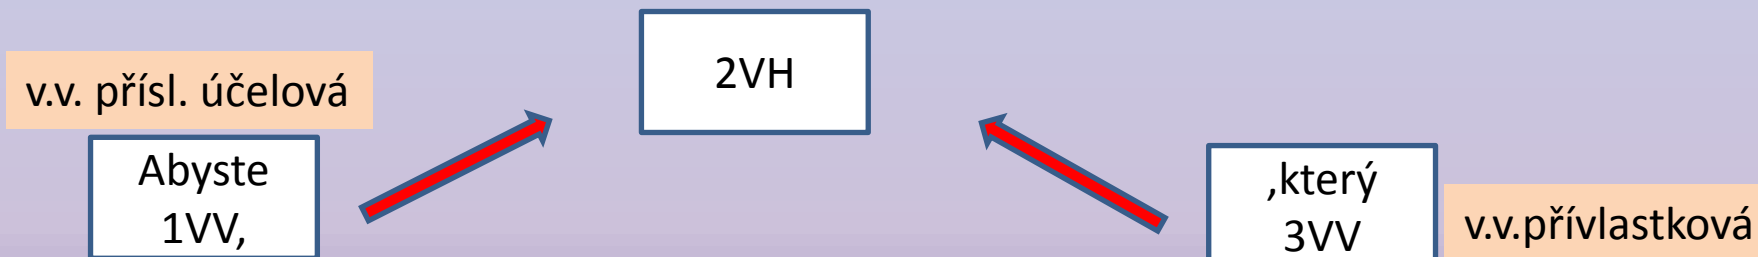 2VH
v.v. přísl. účelová
Abyste
1VV,
,který
3VV
v.v.přívlastková